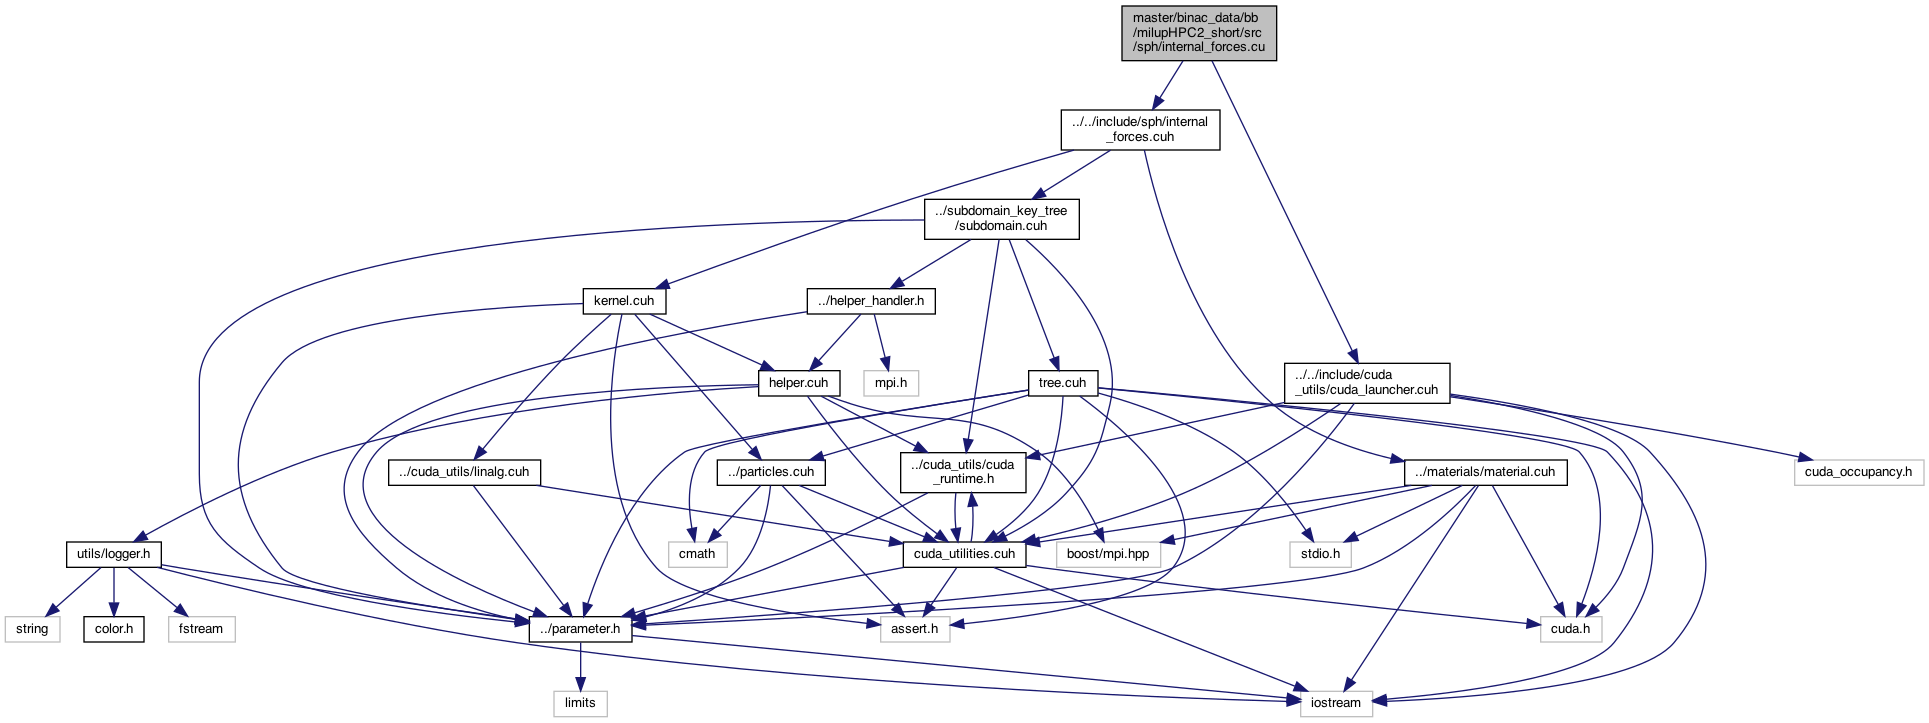 master/binac_data/bb
/milupHPC2_short/src
/sph/internal_forces.cu
../../include/sph/internal
_forces.cuh
../subdomain_key_tree
/subdomain.cuh
kernel.cuh
../helper_handler.h
helper.cuh
mpi.h
tree.cuh
../../include/cuda
_utils/cuda_launcher.cuh
../cuda_utils/linalg.cuh
../particles.cuh
../cuda_utils/cuda
_runtime.h
../materials/material.cuh
cuda_occupancy.h
utils/logger.h
cmath
cuda_utilities.cuh
boost/mpi.hpp
stdio.h
string
color.h
fstream
../parameter.h
assert.h
cuda.h
limits
iostream